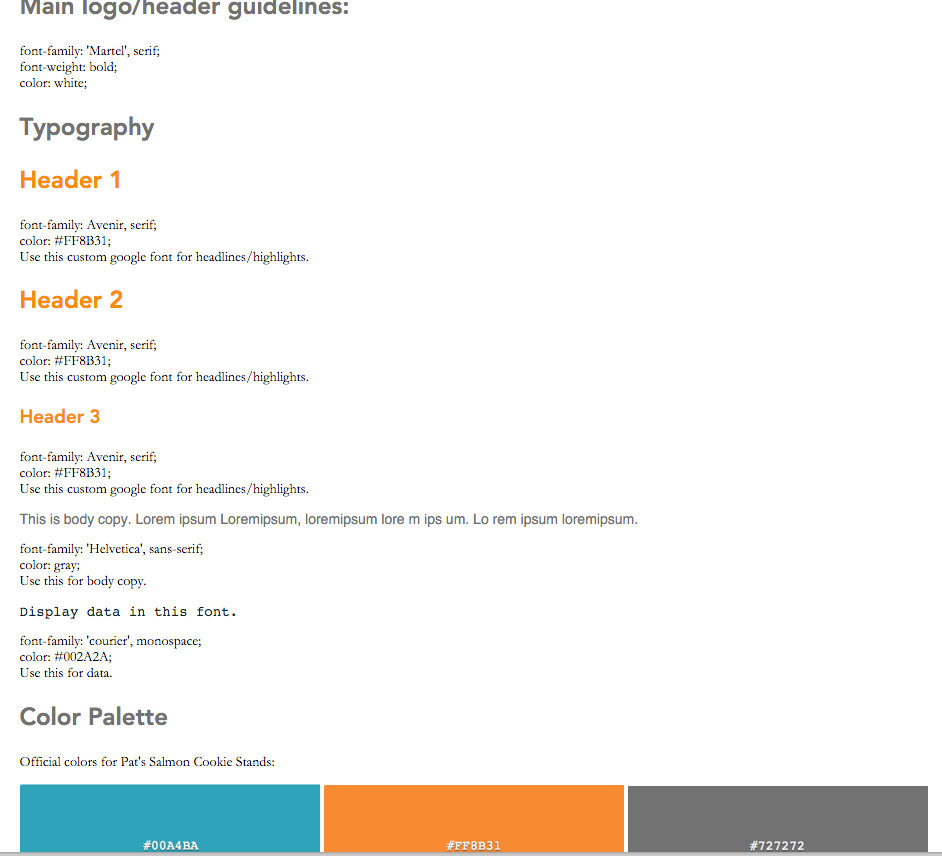 Main logo/header guidelines:
font-family: 'Martel', serif;
font-weight: bold;
color: white;
Typography
Header 1
font-family: Avenir, serif;
color: #FF8B31;
Use this custom google font for headlines/highlights.
Header 2
font-family: Avenir, serif;
color: #FF8B31;
Use this custom google font for headlines/highlights.
Header 3
font-family: Avenir, serif;
color: #FF8B31;
Use this custom google font for headlines/highlights.
This is body copy. Lorem ipsum Loremipsum, loremipsum lore m ips um. Lo rem ipsum loremipsum.
font-family: 'Helvetica', sans-serif;
color: gray;
Use this for body copy.
Display data in this font.
font-family: 'courier', monospace;
color: #002A2A;
Use this for data.
Color Palette
Official colors for Pat's Salmon Cookie Stands:
#00A4BA #FF8B31 #727272